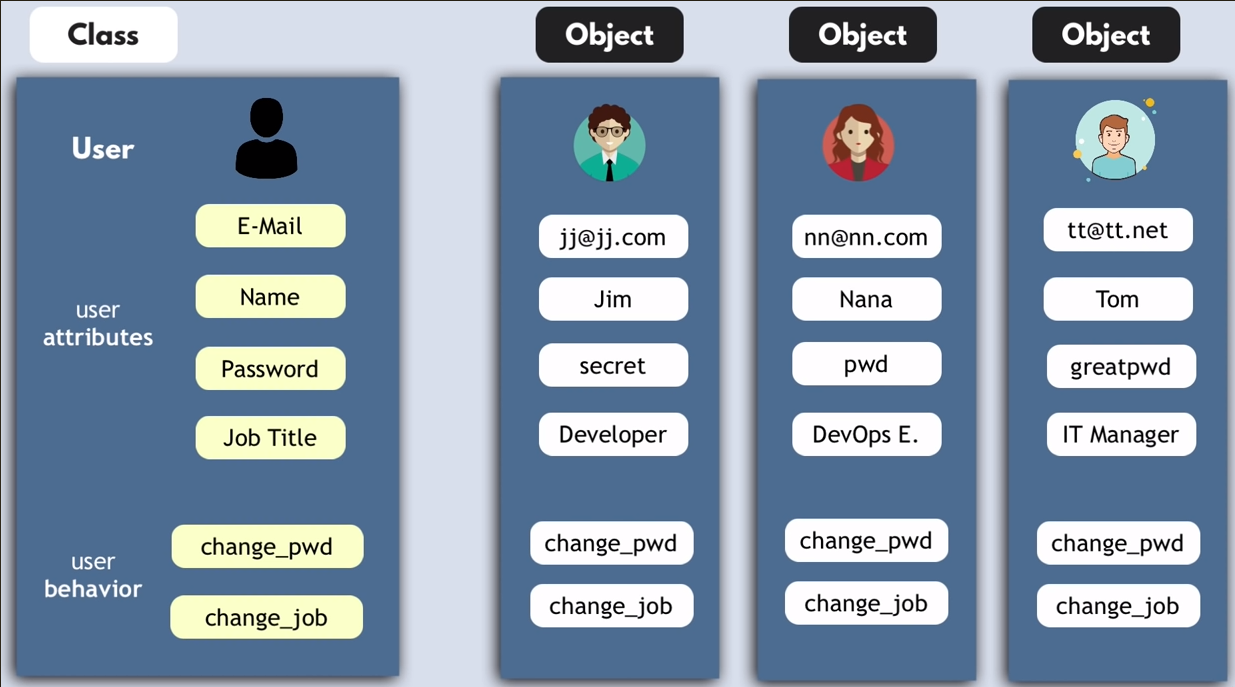 Class
Object
Object
Object
User
E-Mail
Name
Password
Job Title
user
attributes
change_pwd
change_job
user
behavior
jj@jj.com
Jim
secret
Developer
change_pwd
change_job
nn@nn.com
Nana
pwd
DevOps E.
change_pwd
change_job
tt@tt.net
Tom
greatpwd
IT Manager
change_pwd
change_job